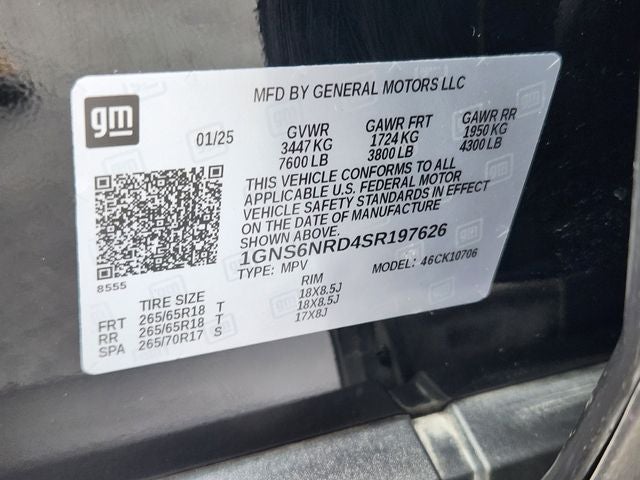 MFD BY GENERAL MOTORS LLC
gm
01/25
GVWR GAWR FRT GAWR RR
3447 KG 1724 KG 1950 KG
7600 LB 3800 LB 4300 LB
THIS VEHICLE CONFORMS TO ALL
APPLICABLE U.S. FEDERAL MOTOR
VEHICLE SAFETY STANDARDS IN EFFECT
ON THE DATE OF MANUFACTURE
SHOWN ABOVE.
1GNS6NRD4SR197626
TYPE: MPV MODEL: 46CK10706
8555
TIRE SIZE RIM
FRT 265/65R18 T 18X8.5J
RR 265/65R18 T 18X8.5J
SPA 265/70R17 S 17X8J